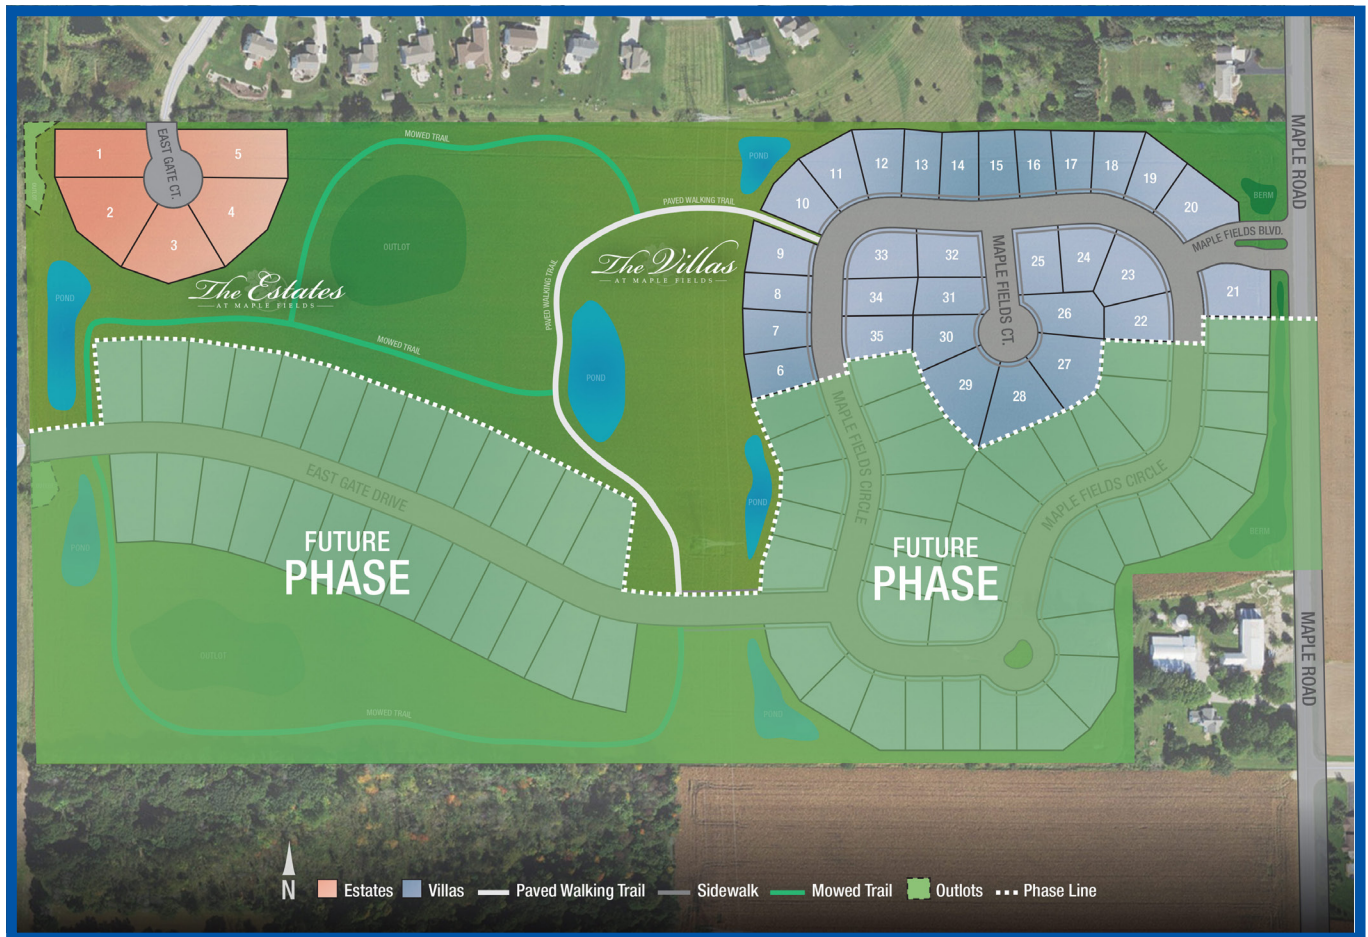 MAPLE ROAD
MOWED TRAIL
EAST GATE CT.
1
5
2
4
3
POND
OUTLOT
PAVED WALKING TRAIL
PAVED WALKING TRAIL
The Estates
AT MAPLE FIELDS
The Villas
AT MAPLE FIELDS
POND
MOWED TRAIL
POND
10
11
12
13
14
15
16
17
18
19
20
BERM
MAPLE FIELDS BLVD.
9
8
7
6
33
32
34
31
35
30
MAPLE FIELDS CT.
25
24
23
26
22
21
27
29
28
POND
MAPLE FIELDS CIRCLE
MAPLE FIELDS CIRCLE
EAST GATE DRIVE
FUTURE
PHASE
FUTURE
PHASE
POND
BERM
OUTLOT
MOWED TRAIL
POND
MAPLE ROAD
N
Estates
Villas
Paved Walking Trail
Sidewalk
Mowed Trail
Outlots
Phase Line